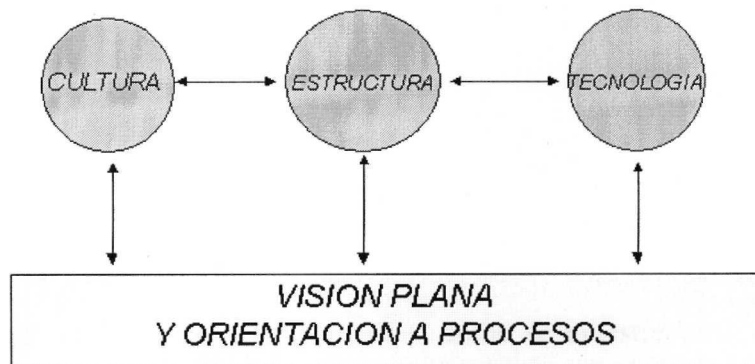 CULTURA
ESTRUCTURA
TECNOLOGIA
VISION PLANA
Y ORIENTACION A PROCESOS